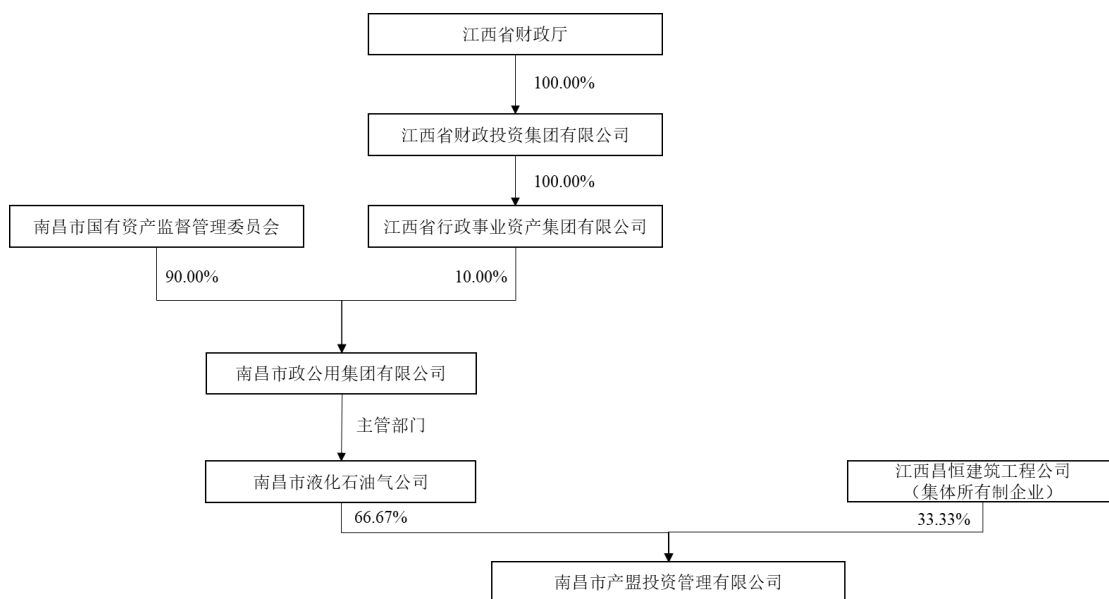 江西省财政厅
100.00%
江西省财政投资集团有限公司
100.00%
南昌市国有资产监督管理委员会
江西省行政事业资产集团有限公司
90.00%
10.00%
南昌市政公用集团有限公司
主管部门
南昌市液化石油气公司
江西昌恒建筑工程公司
（集体所有制企业）
66.67%
33.33%
南昌市产盟投资管理有限公司